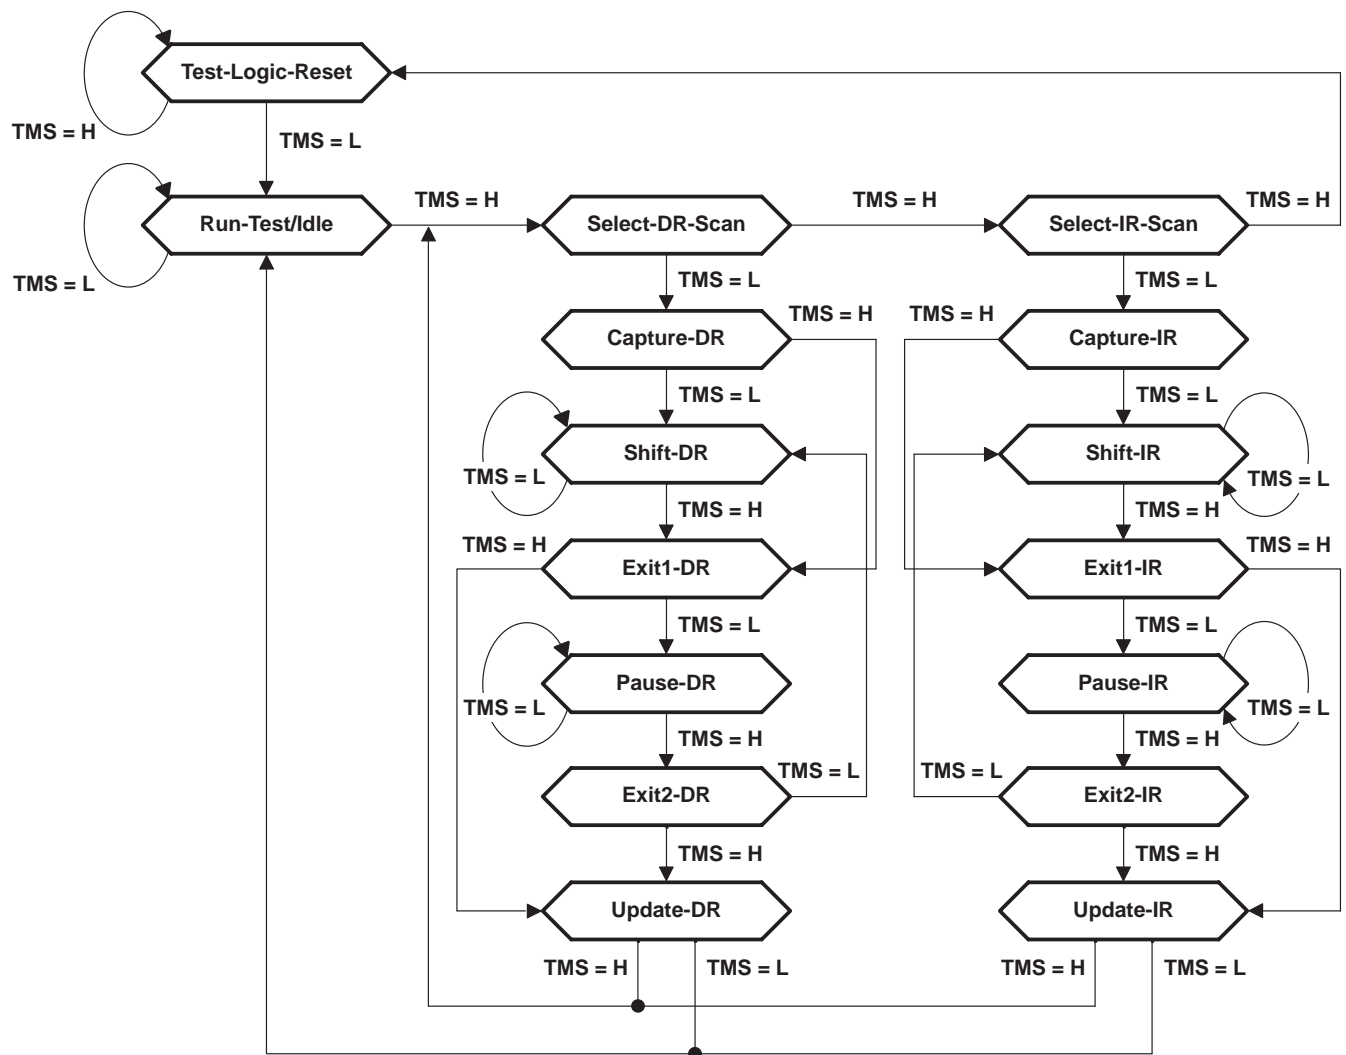 Test-Logic-Reset
TMS = H
TMS = L
TMS = H
TMS = H
TMS = H
Run-Test/Idle
Select-DR-Scan
Select-IR-Scan
TMS = L
TMS = L
TMS = L
TMS = H
TMS = H
Capture-DR
Capture-IR
TMS = L
TMS = L
Shift-DR
Shift-IR
TMS = L
TMS = L
TMS = H
TMS = H
TMS = H
TMS = H
Exit1-DR
Exit1-IR
TMS = L
TMS = L
Pause-DR
Pause-IR
TMS = L
TMS = L
TMS = H
TMS = H
TMS = L
TMS = L
Exit2-DR
Exit2-IR
TMS = H
TMS = H
Update-DR
Update-IR
TMS = H
TMS = L
TMS = H
TMS = L